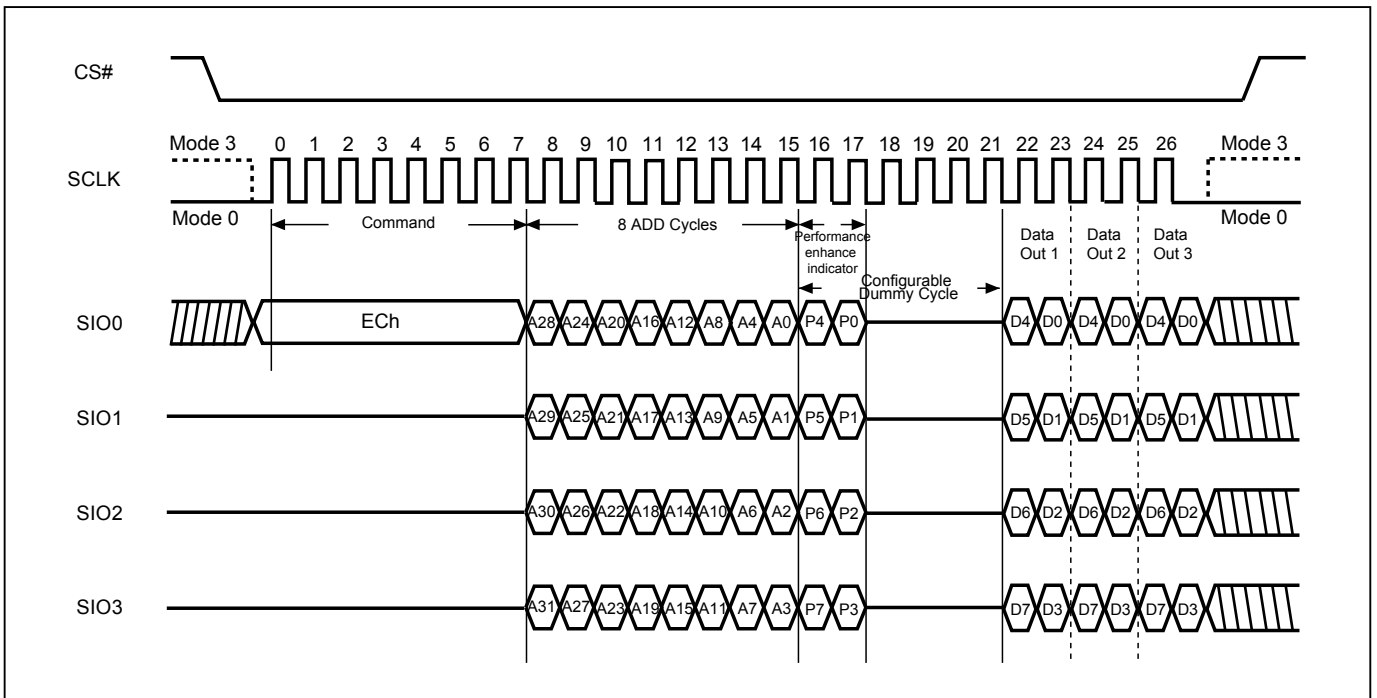 CS#
Mode 3
0 1 2 3 4 5 6 7 8 9 10 11 12 13 14 15 16 17 18 19 20 21 22 23 24 25 26
Mode 3
SCLK
Mode 0
Mode 0
Command
8 ADD Cycles
Performance
enhance
indicator
Data
Out 1
Data
Out 2
Data
Out 3
Configurable
Dummy Cycle
SIO0
ECh
A28 A24 A20 A16 A12 A8 A4 A0 P4 P0 D4 D0 D4 D0 D4 D0
SIO1
A29 A25 A21 A17 A13 A9 A5 A1 P5 P1 D5 D1 D5 D1 D5 D1
SIO2
A30 A26 A22 A18 A14 A10 A6 A2 P6 P2 D6 D2 D6 D2 D6 D2
SIO3
A31 A27 A23 A19 A15 A11 A7 A3 P7 P3 D7 D3 D7 D3 D7 D3